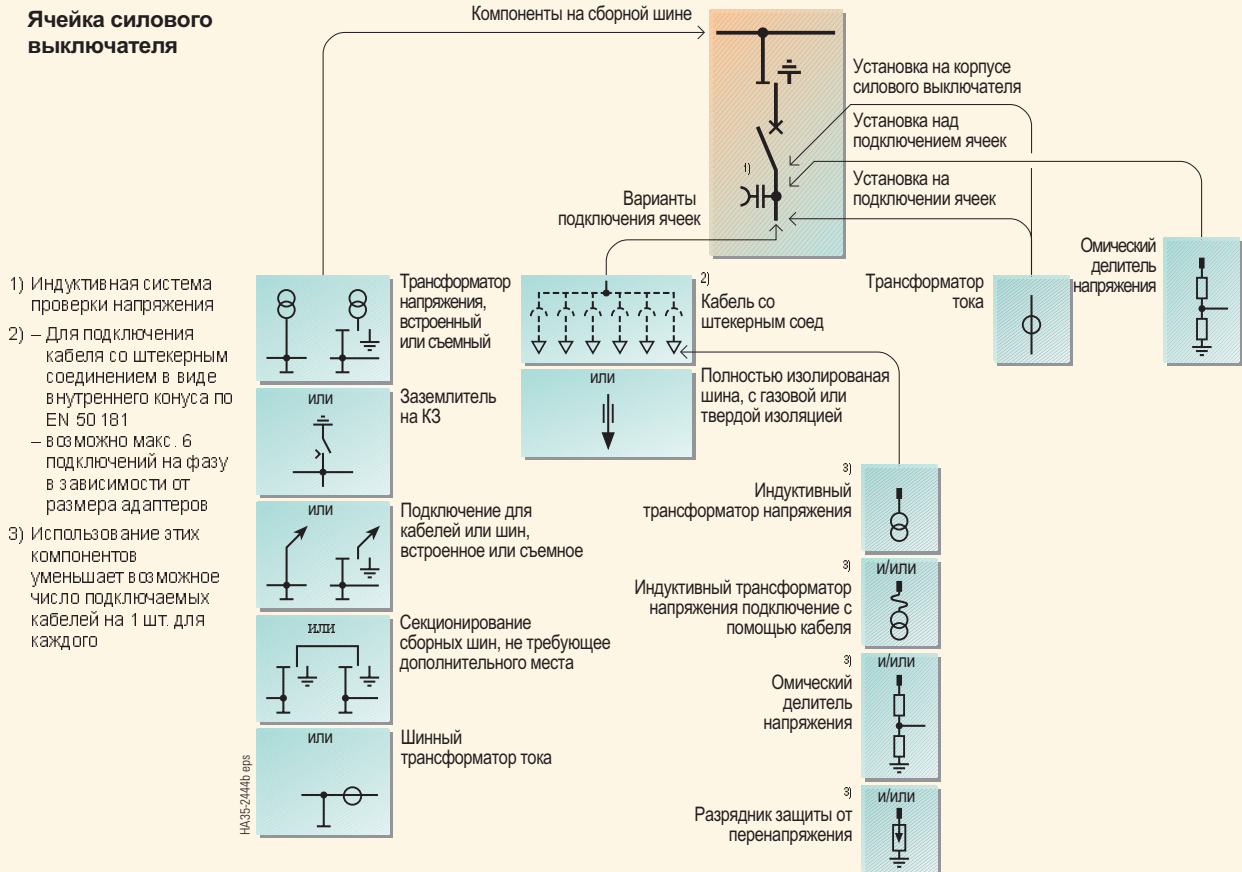 Ячейка силового
выключателя
Компоненты на сборной шине
Установка на корпусе
силового выключателя
Установка над
подключением ячеек
Установка на
подключении ячеек
1)
Варианты
подключения ячеек
1) Индуктивная система
проверки напряжения
2) – Для подключения
кабеля со штекерным
соединением в виде
внутреннего конуса по
EN 50 181
– возможно макс. 6
подключений на фазу
в зависимости от
размера адаптеров
3) Использование этих
компонентов
уменьшает возможное
число подключаемых
кабелей на 1 шт. для
каждого
Трансформатор
напряжения,
встроенный
или съемный
или
Заземлитель
на КЗ
или
Подключение для
кабелей или шин,
встроенное или съемное
или
Секционирование
сборных шин, не требующее
дополнительного места
или
Шинный
трансформатор тока
HA35-2444b eps
2)
Кабель со
штекерным соед
или
Полностью изолированая
шина, с газовой или
твердой изоляцией
Трансформатор
тока
Омический
делитель
напряжения
3)
Индуктивный
трансформатор напряжения
3)
и/или
Индуктивный трансформатор
напряжения подключение с
помощью кабеля
3)
и/или
Омический
делитель
напряжения
3)
и/или
Разрядник защиты от
перенапряжения